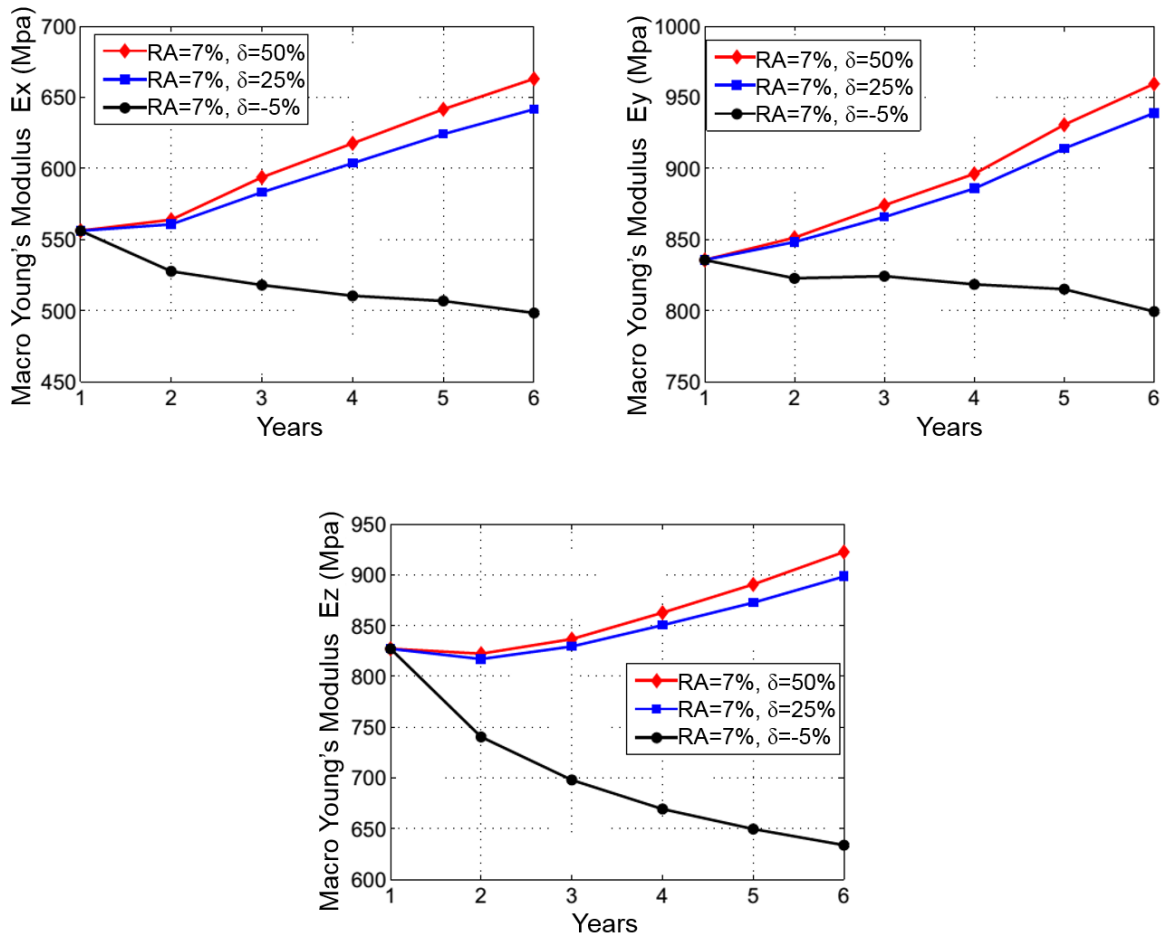 Macro Young's Modulus Ex (Mpa)
700
650
600
550
500
450
RA=7%, δ=50%
RA=7%, δ=25%
RA=7%, δ=-5%
1 2 3 4 5 6
Years
Macro Young's Modulus Ey (Mpa)
1000
950
900
850
800
750
RA=7%, δ=50%
RA=7%, δ=25%
RA=7%, δ=-5%
1 2 3 4 5 6
Years
Macro Young's Modulus Ez (Mpa)
950
900
850
800
750
700
650
600
RA=7%, δ=50%
RA=7%, δ=25%
RA=7%, δ=-5%
1 2 3 4 5 6
Years